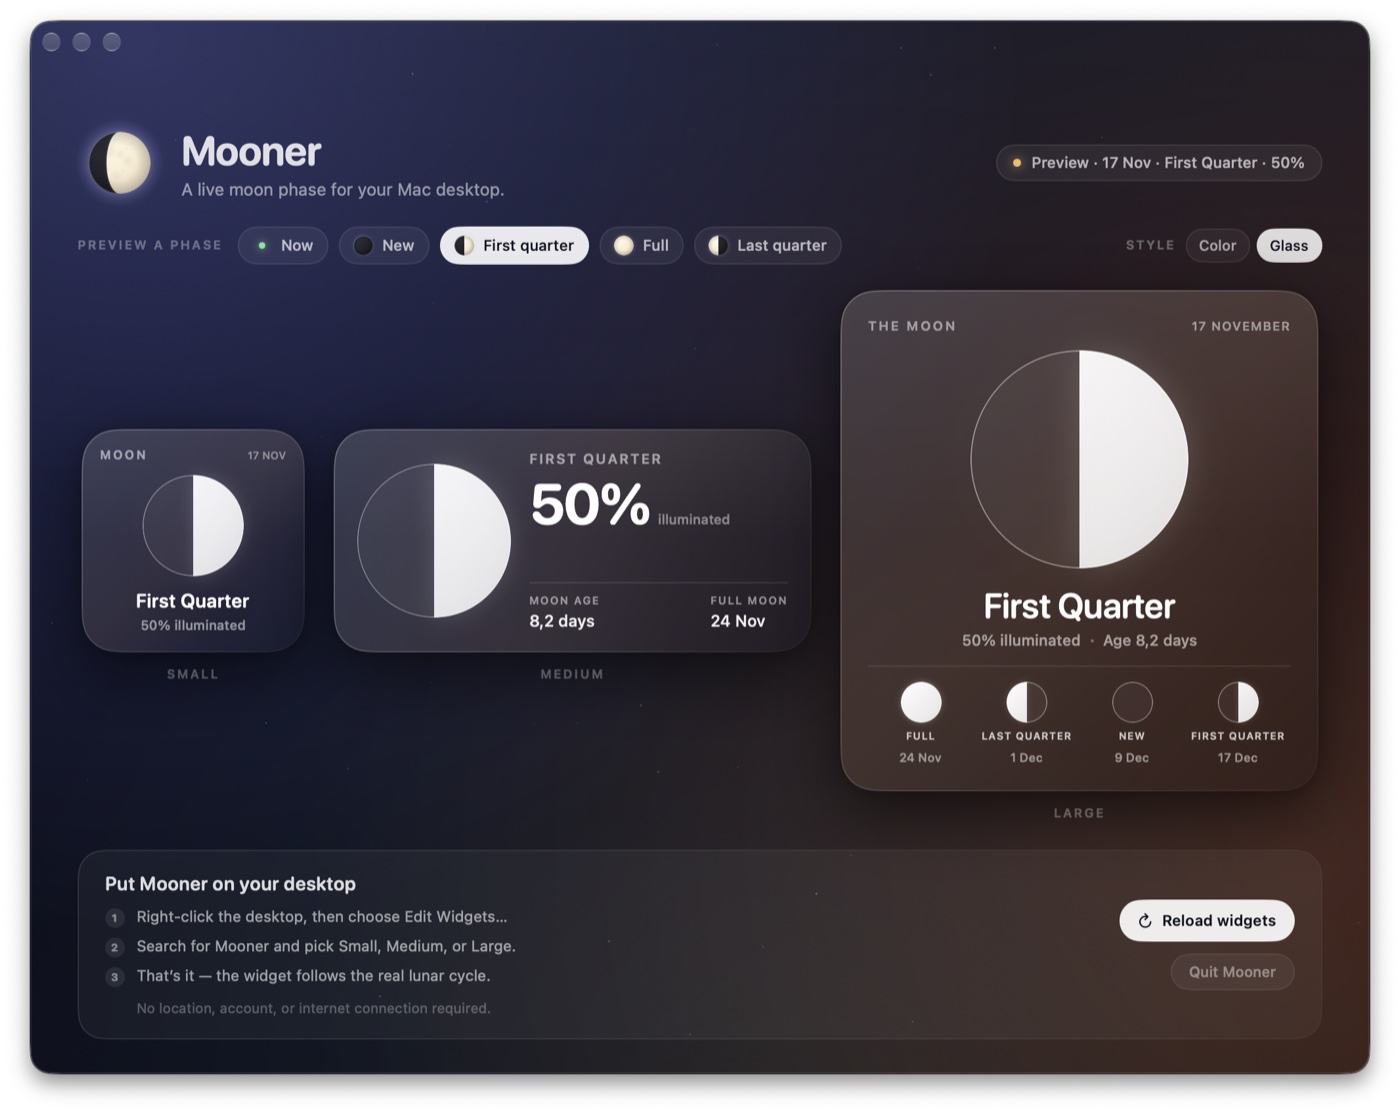 Mooner
A live moon phase for your Mac desktop.
Preview · 17 Nov · First Quarter · 50%
PREVIEW A PHASE
Now
New
First quarter
Full
Last quarter
STYLE
Color
Glass
MOON
17 NOV
First Quarter
50% illuminated
SMALL
FIRST QUARTER
50% illuminated
MOON AGE
8,2 days
FULL MOON
24 Nov
MEDIUM
THE MOON
17 NOVEMBER
First Quarter
50% illuminated · Age 8,2 days
FULL
24 Nov
LAST QUARTER
1 Dec
NEW
9 Dec
FIRST QUARTER
17 Dec
LARGE
Put Mooner on your desktop
1 Right-click the desktop, then choose Edit Widgets...
2 Search for Mooner and pick Small, Medium, or Large.
3 That's it — the widget follows the real lunar cycle.
No location, account, or internet connection required.
Reload widgets
Quit Mooner